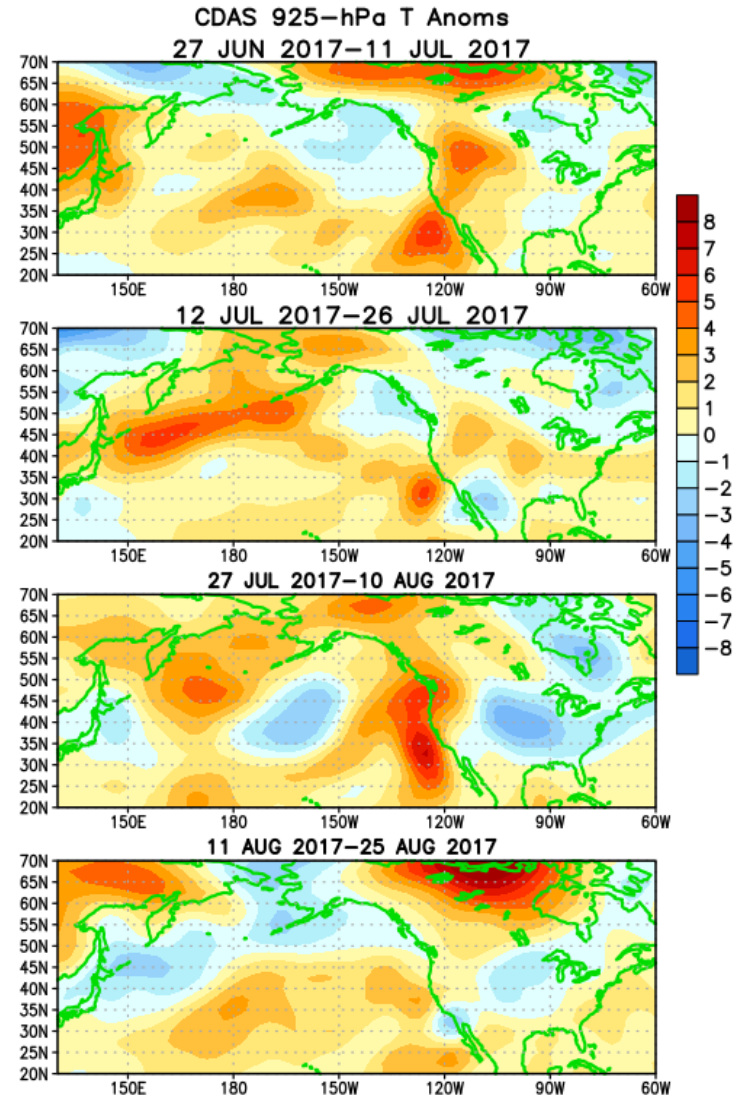 CDAS 925-hPa T Anoms
27 JUN 2017-11 JUL 2017
70N
65N
60N
55N
50N
45N
40N
35N
30N
25N
20N
150E 180 150W 120W 90W 60W
12 JUL 2017-26 JUL 2017
70N
65N
60N
55N
50N
45N
40N
35N
30N
25N
20N
150E 180 150W 120W 90W 60W
27 JUL 2017-10 AUG 2017
70N
65N
60N
55N
50N
45N
40N
35N
30N
25N
20N
150E 180 150W 120W 90W 60W
11 AUG 2017-25 AUG 2017
70N
65N
60N
55N
50N
45N
40N
35N
30N
25N
20N
150E 180 150W 120W 90W 60W
8
7
6
5
4
3
2
1
0
-1
-2
-3
-4
-5
-6
-7
-8